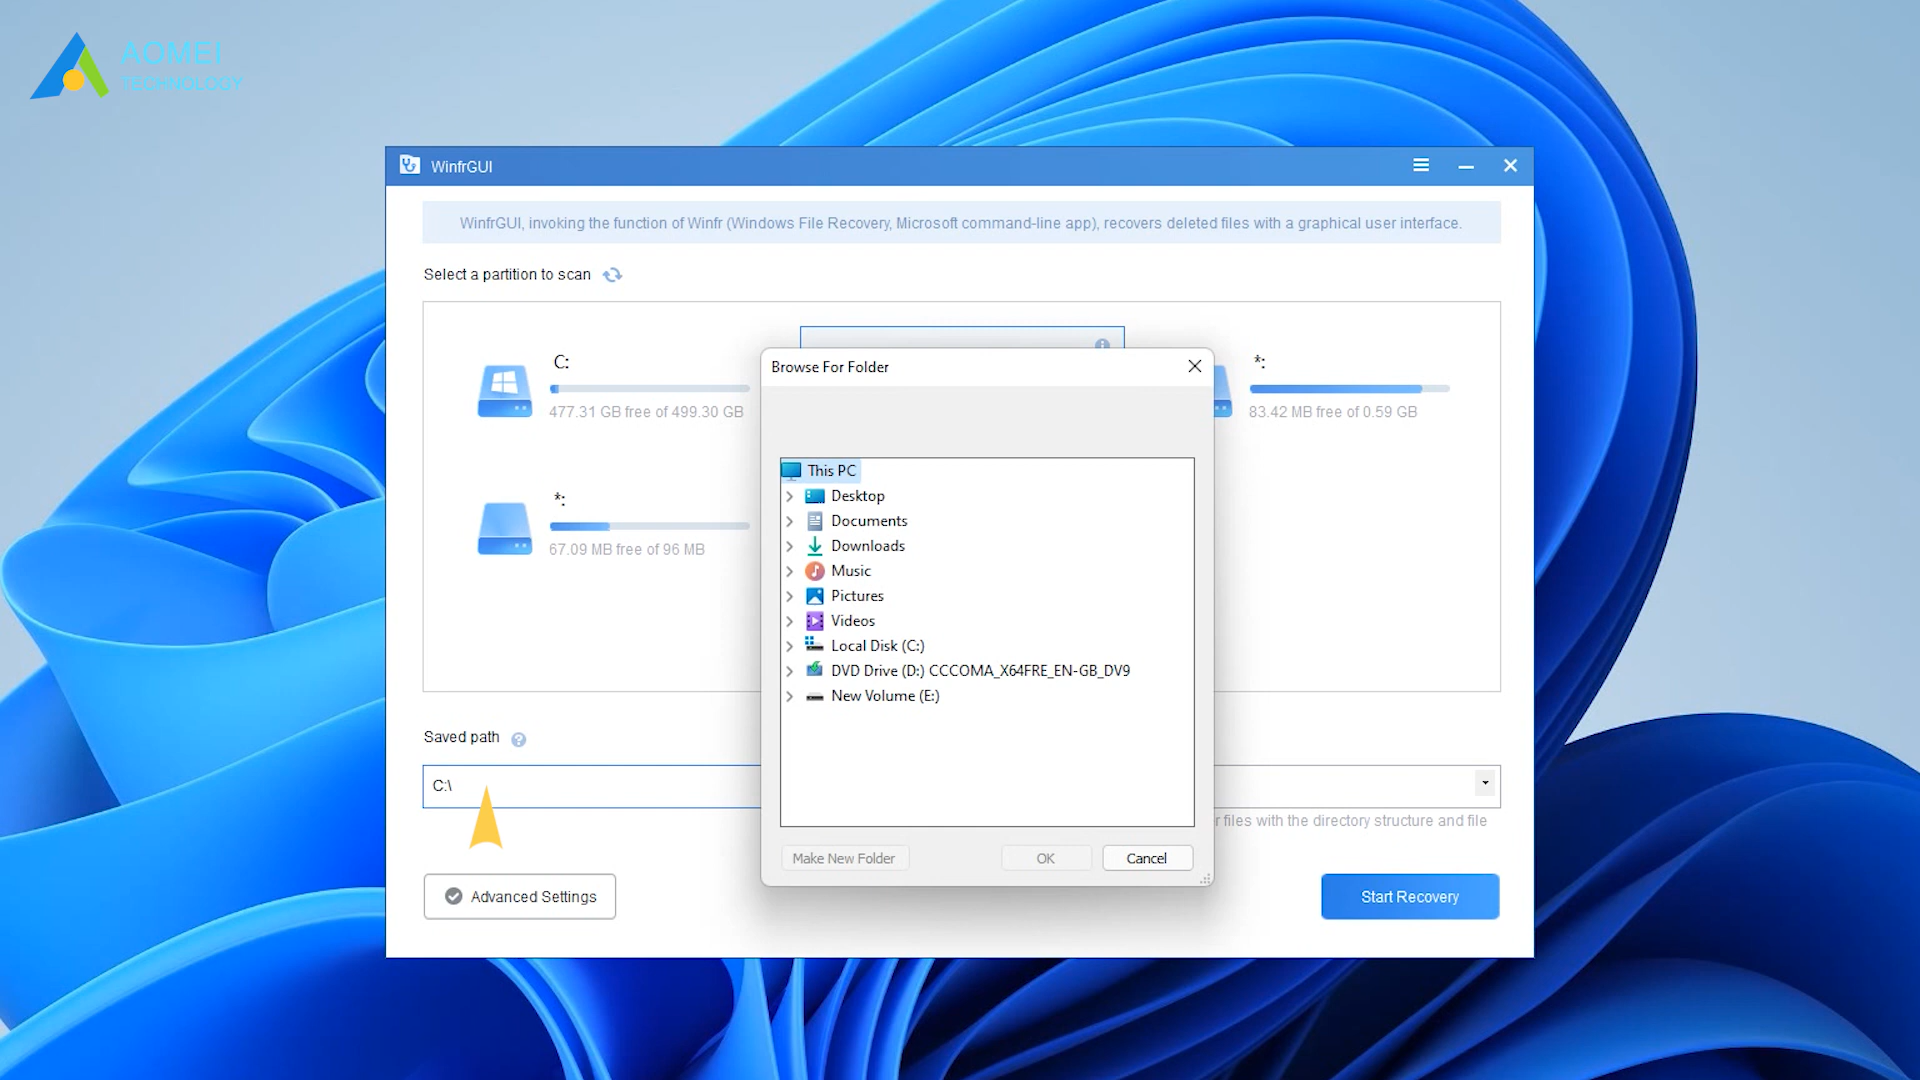 AOMEI
TECHNOLOGY
WinfrGUI
WinfrGUI, invoking the function of Winfr (Windows File Recovery, Microsoft command-line app), recovers deleted files with a graphical user interface.
Select a partition to scan
C:
477.31 GB free of 499.30 GB
*:
83.42 MB free of 0.59 GB
*:
67.09 MB free of 96 MB
Browse For Folder
This PC
Desktop
Documents
Downloads
Music
Pictures
Videos
Local Disk (C:)
DVD Drive (D:) CCCOMA_X64FRE_EN-GB_DV9
New Volume (E:)
Make New Folder
OK
Cancel
Saved path
C:\
files with the directory structure and file
Advanced Settings
Start Recovery